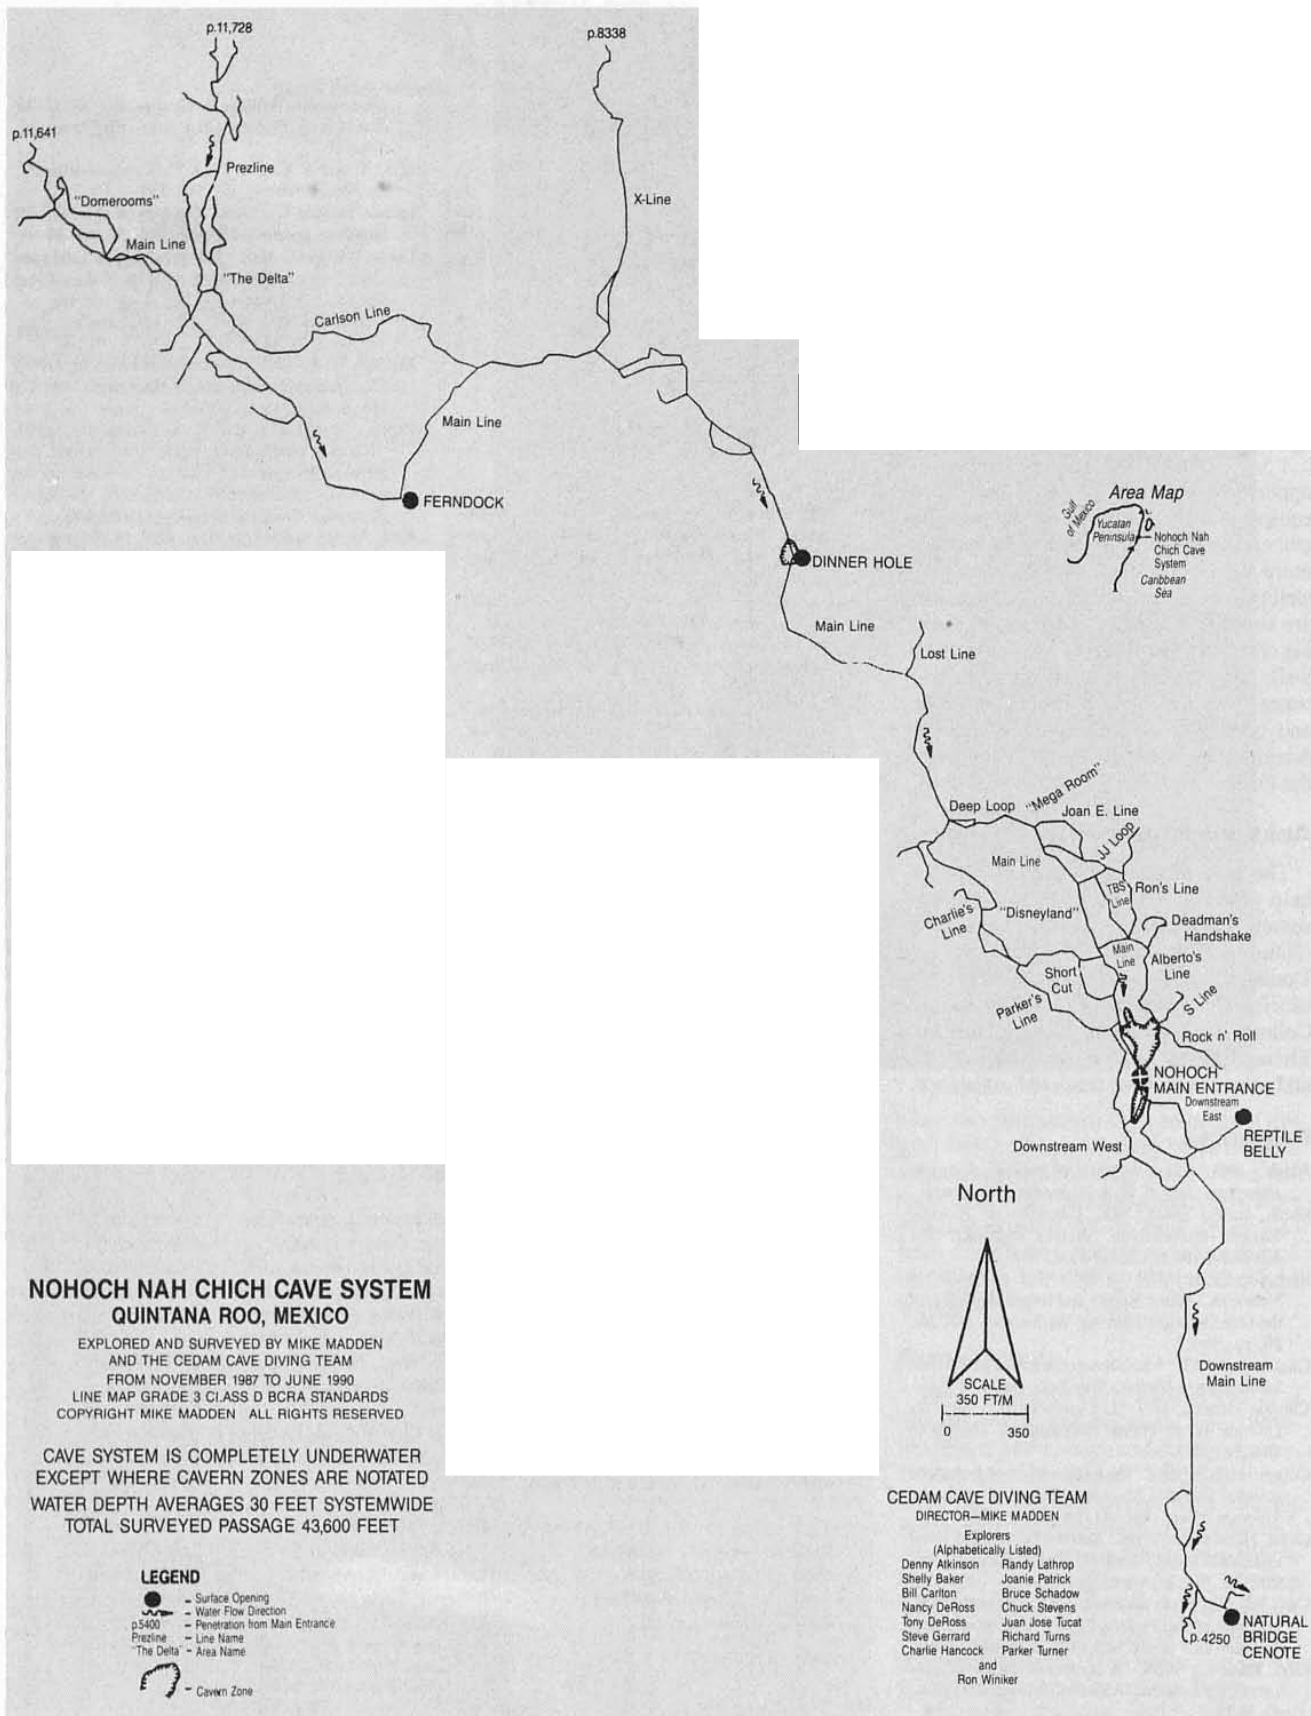 p.11,728
p.8338
p.11,641
Prezline
"Domerooms"
X-Line
Main Line
"The Delta"
Carlson Line
Main Line
FERNDOCK
Area Map
Gulf
of Mexico
Yucatan
Peninsula
Nohoch Nah
Chich Cave
System
Caribbean
Sea
DINNER HOLE
Main Line
Lost Line
Deep Loop
"Mega Room"
Joan E. Line
JJ Loop
Main Line
TBS
Line
Ron's Line
Charlie's
Line
"Disneyland"
Deadman's
Handshake
Main
Line
Alberto's
Line
Short
Cut
Parker's
Line
S Line
Rock n' Roll
NOHOCH
MAIN ENTRANCE
Downstream
East
REPTILE
BELLY
Downstream West
North
SCALE
350 FT/M
0 350
Downstream
Main Line
NOHOCH NAH CHICH CAVE SYSTEM
QUINTANA ROO, MEXICO
EXPLORED AND SURVEYED BY MIKE MADDEN
AND THE CEDAM CAVE DIVING TEAM
FROM NOVEMBER 1987 TO JUNE 1990
LINE MAP GRADE 3 CLASS D BCRA STANDARDS
COPYRIGHT MIKE MADDEN ALL RIGHTS RESERVED
CAVE SYSTEM IS COMPLETELY UNDERWATER
EXCEPT WHERE CAVERN ZONES ARE NOTATED
WATER DEPTH AVERAGES 30 FEET SYSTEMWIDE
TOTAL SURVEYED PASSAGE 43,600 FEET
LEGEND
- Surface Opening
- Water Flow Direction
p.5400 - Penetration from Main Entrance
Prezline - Line Name
"The Delta" - Area Name
- Cavern Zone
CEDAM CAVE DIVING TEAM
DIRECTOR—MIKE MADDEN
Explorers
(Alphabetically Listed)
Denny Atkinson Randy Lathrop
Shelly Baker Joanie Patrick
Bill Carlton Bruce Schadow
Nancy DeRoss Chuck Stevens
Tony DeRoss Juan Jose Tucat
Steve Gerrard Richard Turns
Charlie Hancock Parker Turner
and
Ron Winiker
p.4250
NATURAL
BRIDGE
CENOTE